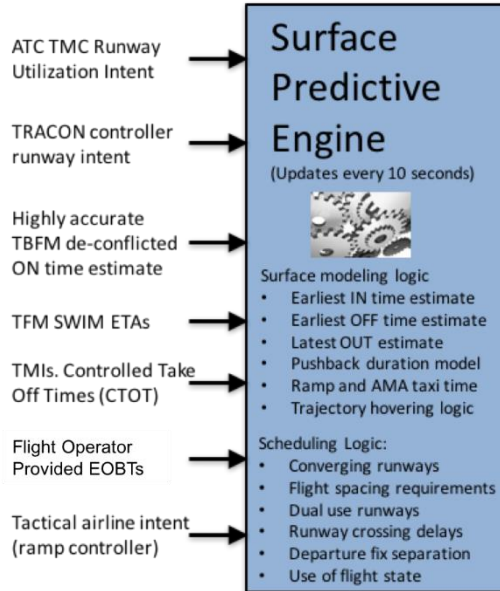 ATC TMC Runway
Utilization Intent
TRACON controller
runway intent
Highly accurate
TBFM de-conflicted
ON time estimate
TFM SWIM ETAs
TMIs. Controlled Take
Off Times (CTOT)
Flight Operator
Provided EOBTs
Tactical airline intent
(ramp controller)
Surface
Predictive
Engine
(Updates every 10 seconds)
Surface modeling logic
• Earliest IN time estimate
• Earliest OFF time estimate
• Latest OUT estimate
• Pushback duration model
• Ramp and AMA taxi time
• Trajectory hovering logic
Scheduling Logic:
• Converging runways
• Flight spacing requirements
• Dual use runways
• Runway crossing delays
• Departure fix separation
• Use of flight state